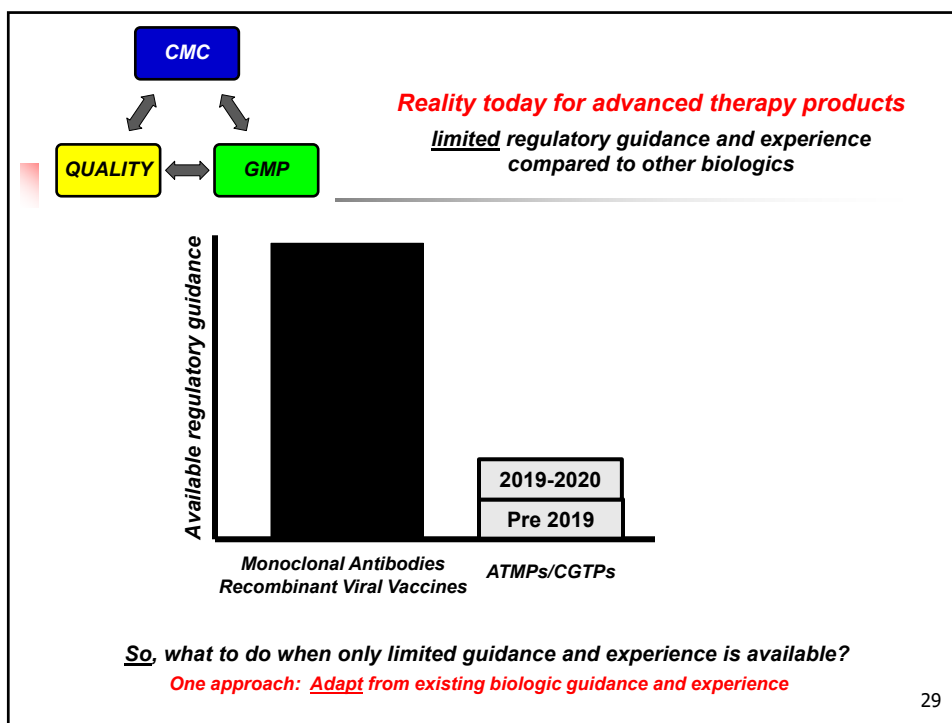 CMC
QUALITY
GMP
Reality today for advanced therapy products
limited regulatory guidance and experience
compared to other biologics
Available regulatory guidance
2019-2020
Pre 2019
Monoclonal Antibodies
Recombinant Viral Vaccines
ATMPs/CGTPs
So, what to do when only limited guidance and experience is available?
One approach: Adapt from existing biologic guidance and experience
29